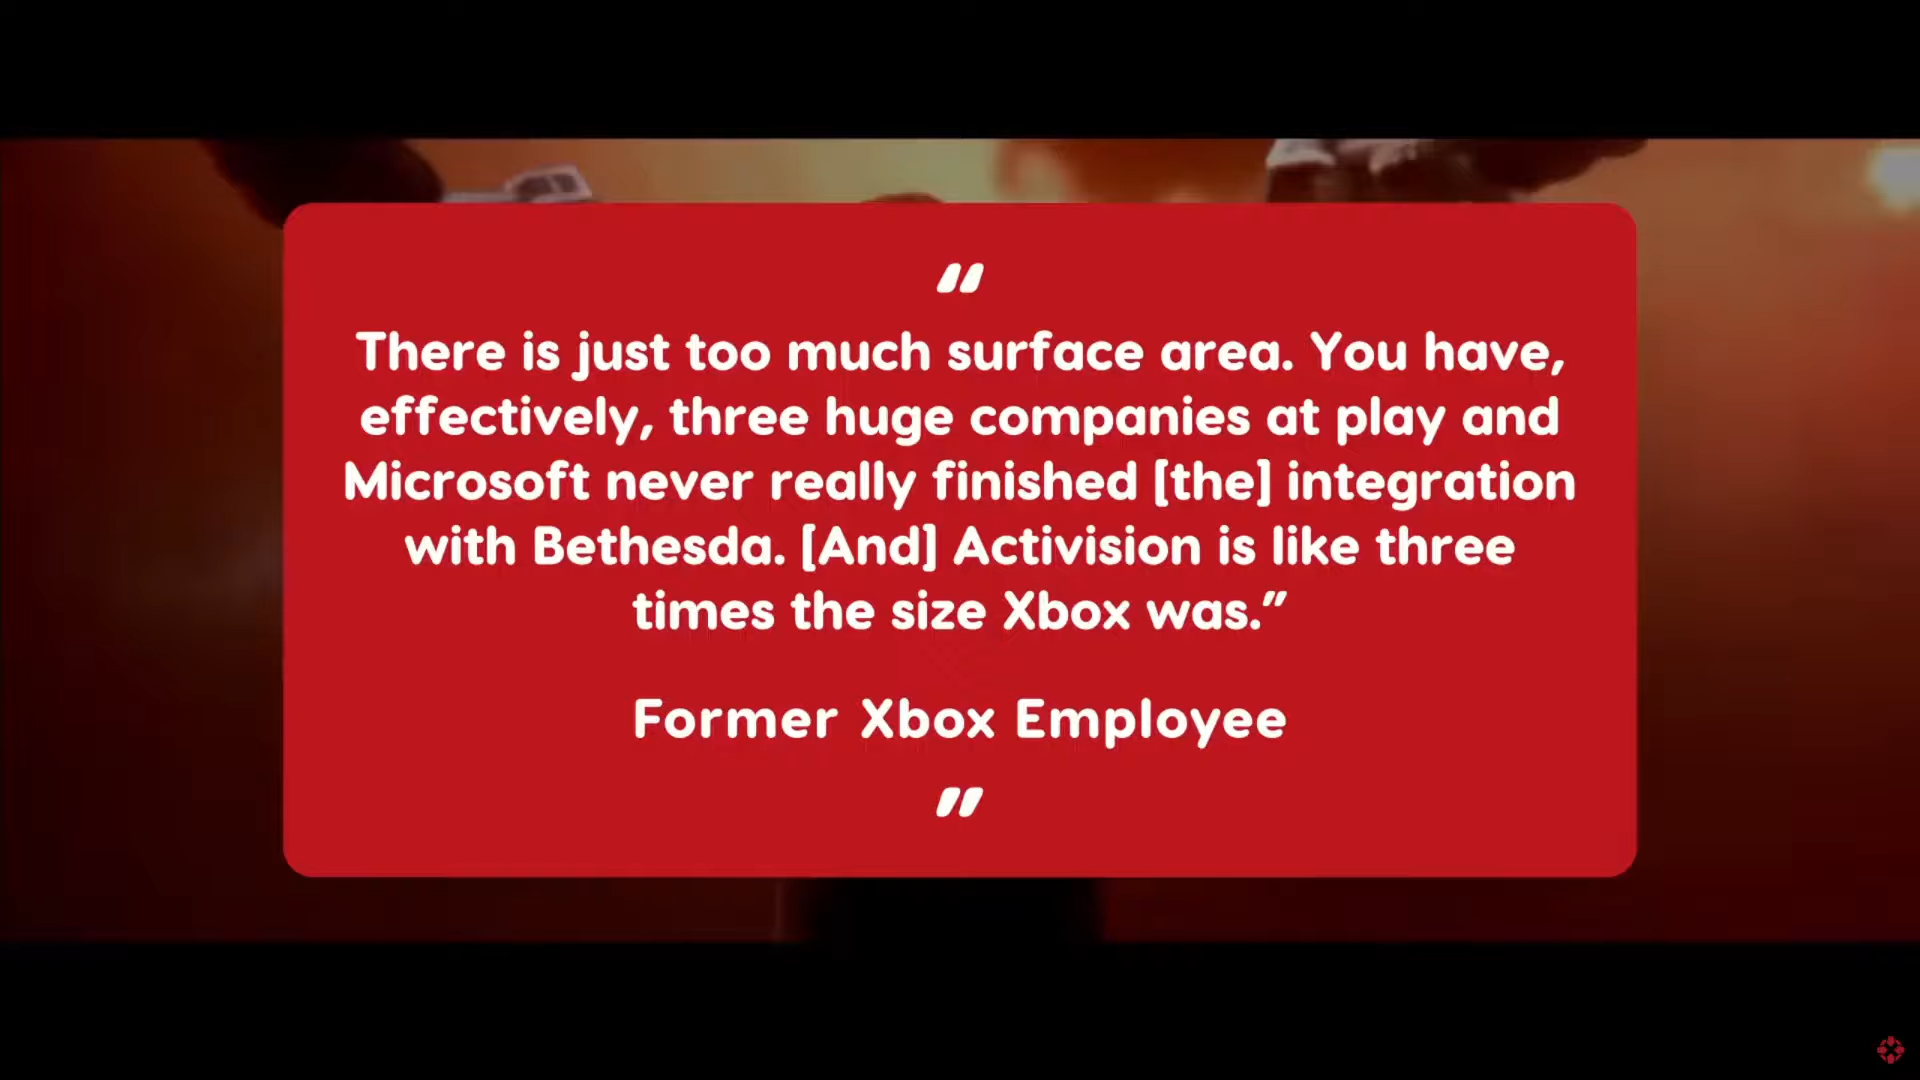 “
There is just too much surface area. You have,
effectively, three huge companies at play and
Microsoft never really finished [the] integration
with Bethesda. [And] Activision is like three
times the size Xbox was.”
Former Xbox Employee
”